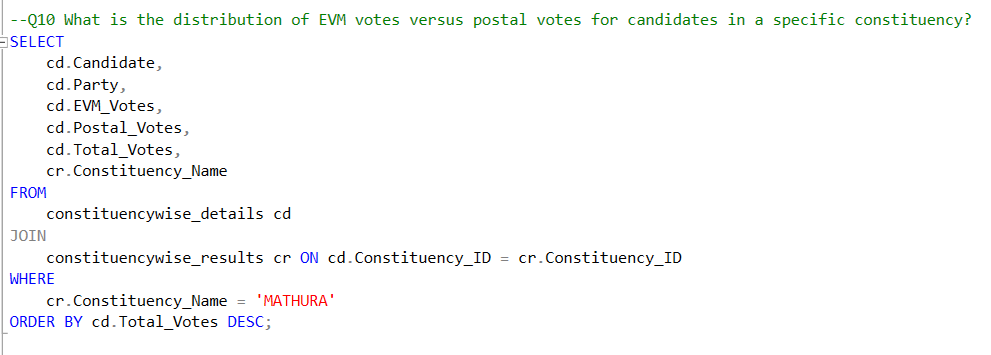 --Q10 What is the distribution of EVM votes versus postal votes for candidates in a specific constituency?
SELECT
    cd.Candidate,
    cd.Party,
    cd.EVM_Votes,
    cd.Postal_Votes,
    cd.Total_Votes,
    cr.Constituency_Name
FROM
    constituencywise_details cd
JOIN
    constituencywise_results cr ON cd.Constituency_ID = cr.Constituency_ID
WHERE
    cr.Constituency_Name = 'MATHURA'
ORDER BY cd.Total_Votes DESC;